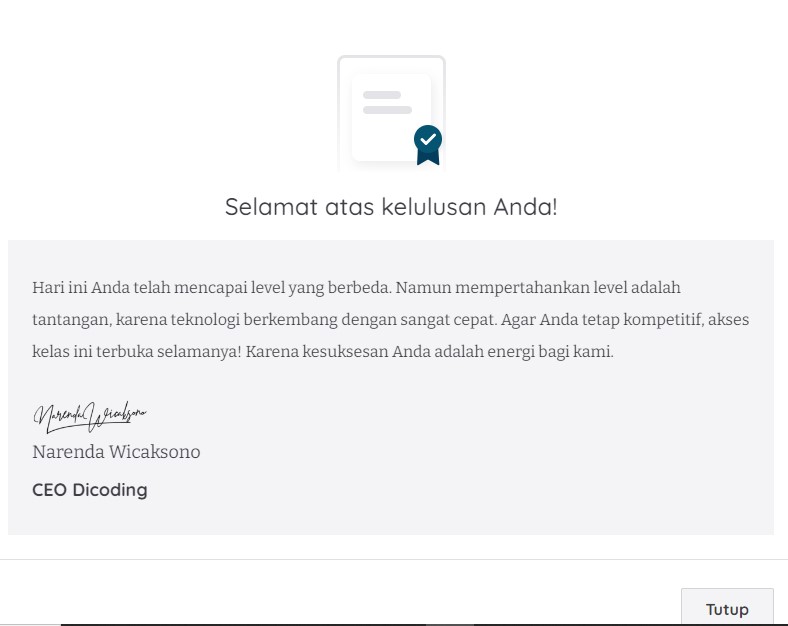 Selamat atas kelulusan Anda!
Hari ini Anda telah mencapai level yang berbeda. Namun mempertahankan level adalah
tantangan, karena teknologi berkembang dengan sangat cepat. Agar Anda tetap kompetitif, akses
kelas ini terbuka selamanya! Karena kesuksesan Anda adalah energi bagi kami.
Narenda Wicaksono
Narenda Wicaksono
CEO Dicoding
Tutup